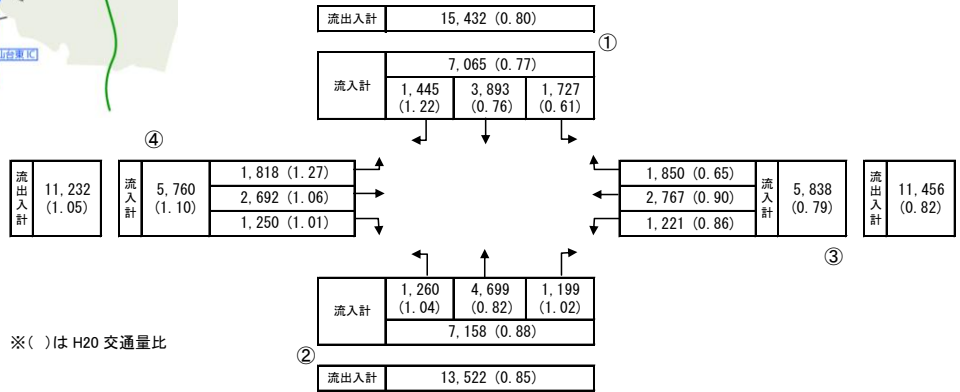 山台東IC
流出入計 15,432 (0.80)
①
流入計 7,065 (0.77)
1,445 (1.22) 3,893 (0.76) 1,727 (0.61)
④
流出入計 11,232 (1.05)
流入計 5,760 (1.10)
1,818 (1.27)
2,692 (1.06)
1,250 (1.01)
1,850 (0.65)
2,767 (0.90)
1,221 (0.86)
流入計 5,838 (0.79)
流出入計 11,456 (0.82)
③
流入計
1,260 (1.04) 4,699 (0.82) 1,199 (1.02)
7,158 (0.88)
②
流出入計 13,522 (0.85)
※( )は H20 交通量比